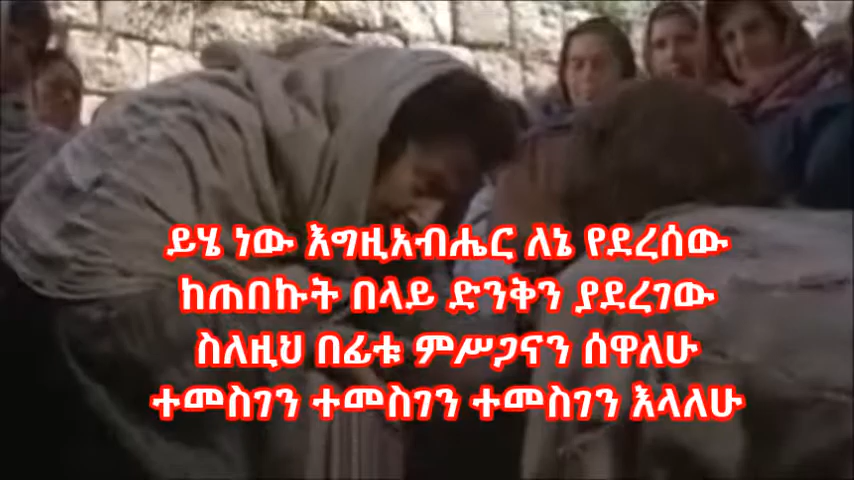 ይሄ ነው እግዚአብሔር ለኔ የደረሰው
ከጠበኩት በላይ ድንቅን ያደረገው
ስለዚህ በፊቱ ምሥጋናን ሰዋለሁ
ተመስገን ተመስገን ተመስገን እላለሁ